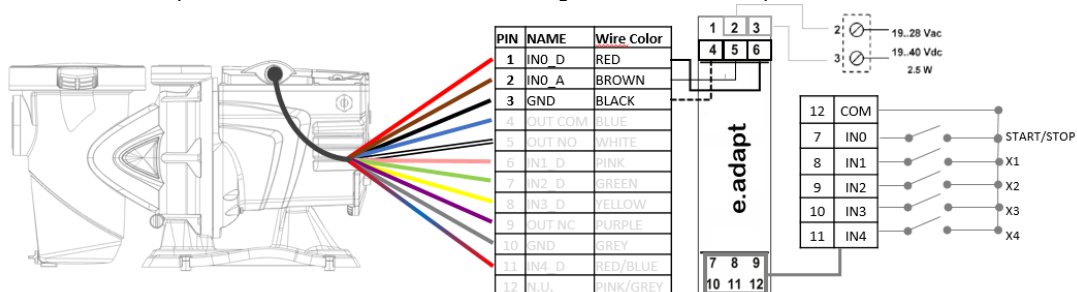 PIN NAME Wire Color
1 IN0_D RED
2 IN0_A BROWN
3 GND BLACK
4 OUT COM BLUE
5 OUT NO WHITE
6 IN1_D PINK
7 IN2_D GREEN
8 IN3_D YELLOW
9 OUT NC PURPLE
10 GND GREY
11 IN4_D RED/BLUE
12 N.U. PINK/GREY
1 2 3
4 5 6
e.adapt
7 8 9
10 11 12
2 19..28 Vac
3 19..40 Vdc
2.5 W
12 COM
7 IN0 START/STOP
8 IN1 X1
9 IN2 X2
10 IN3 X3
11 IN4 X4